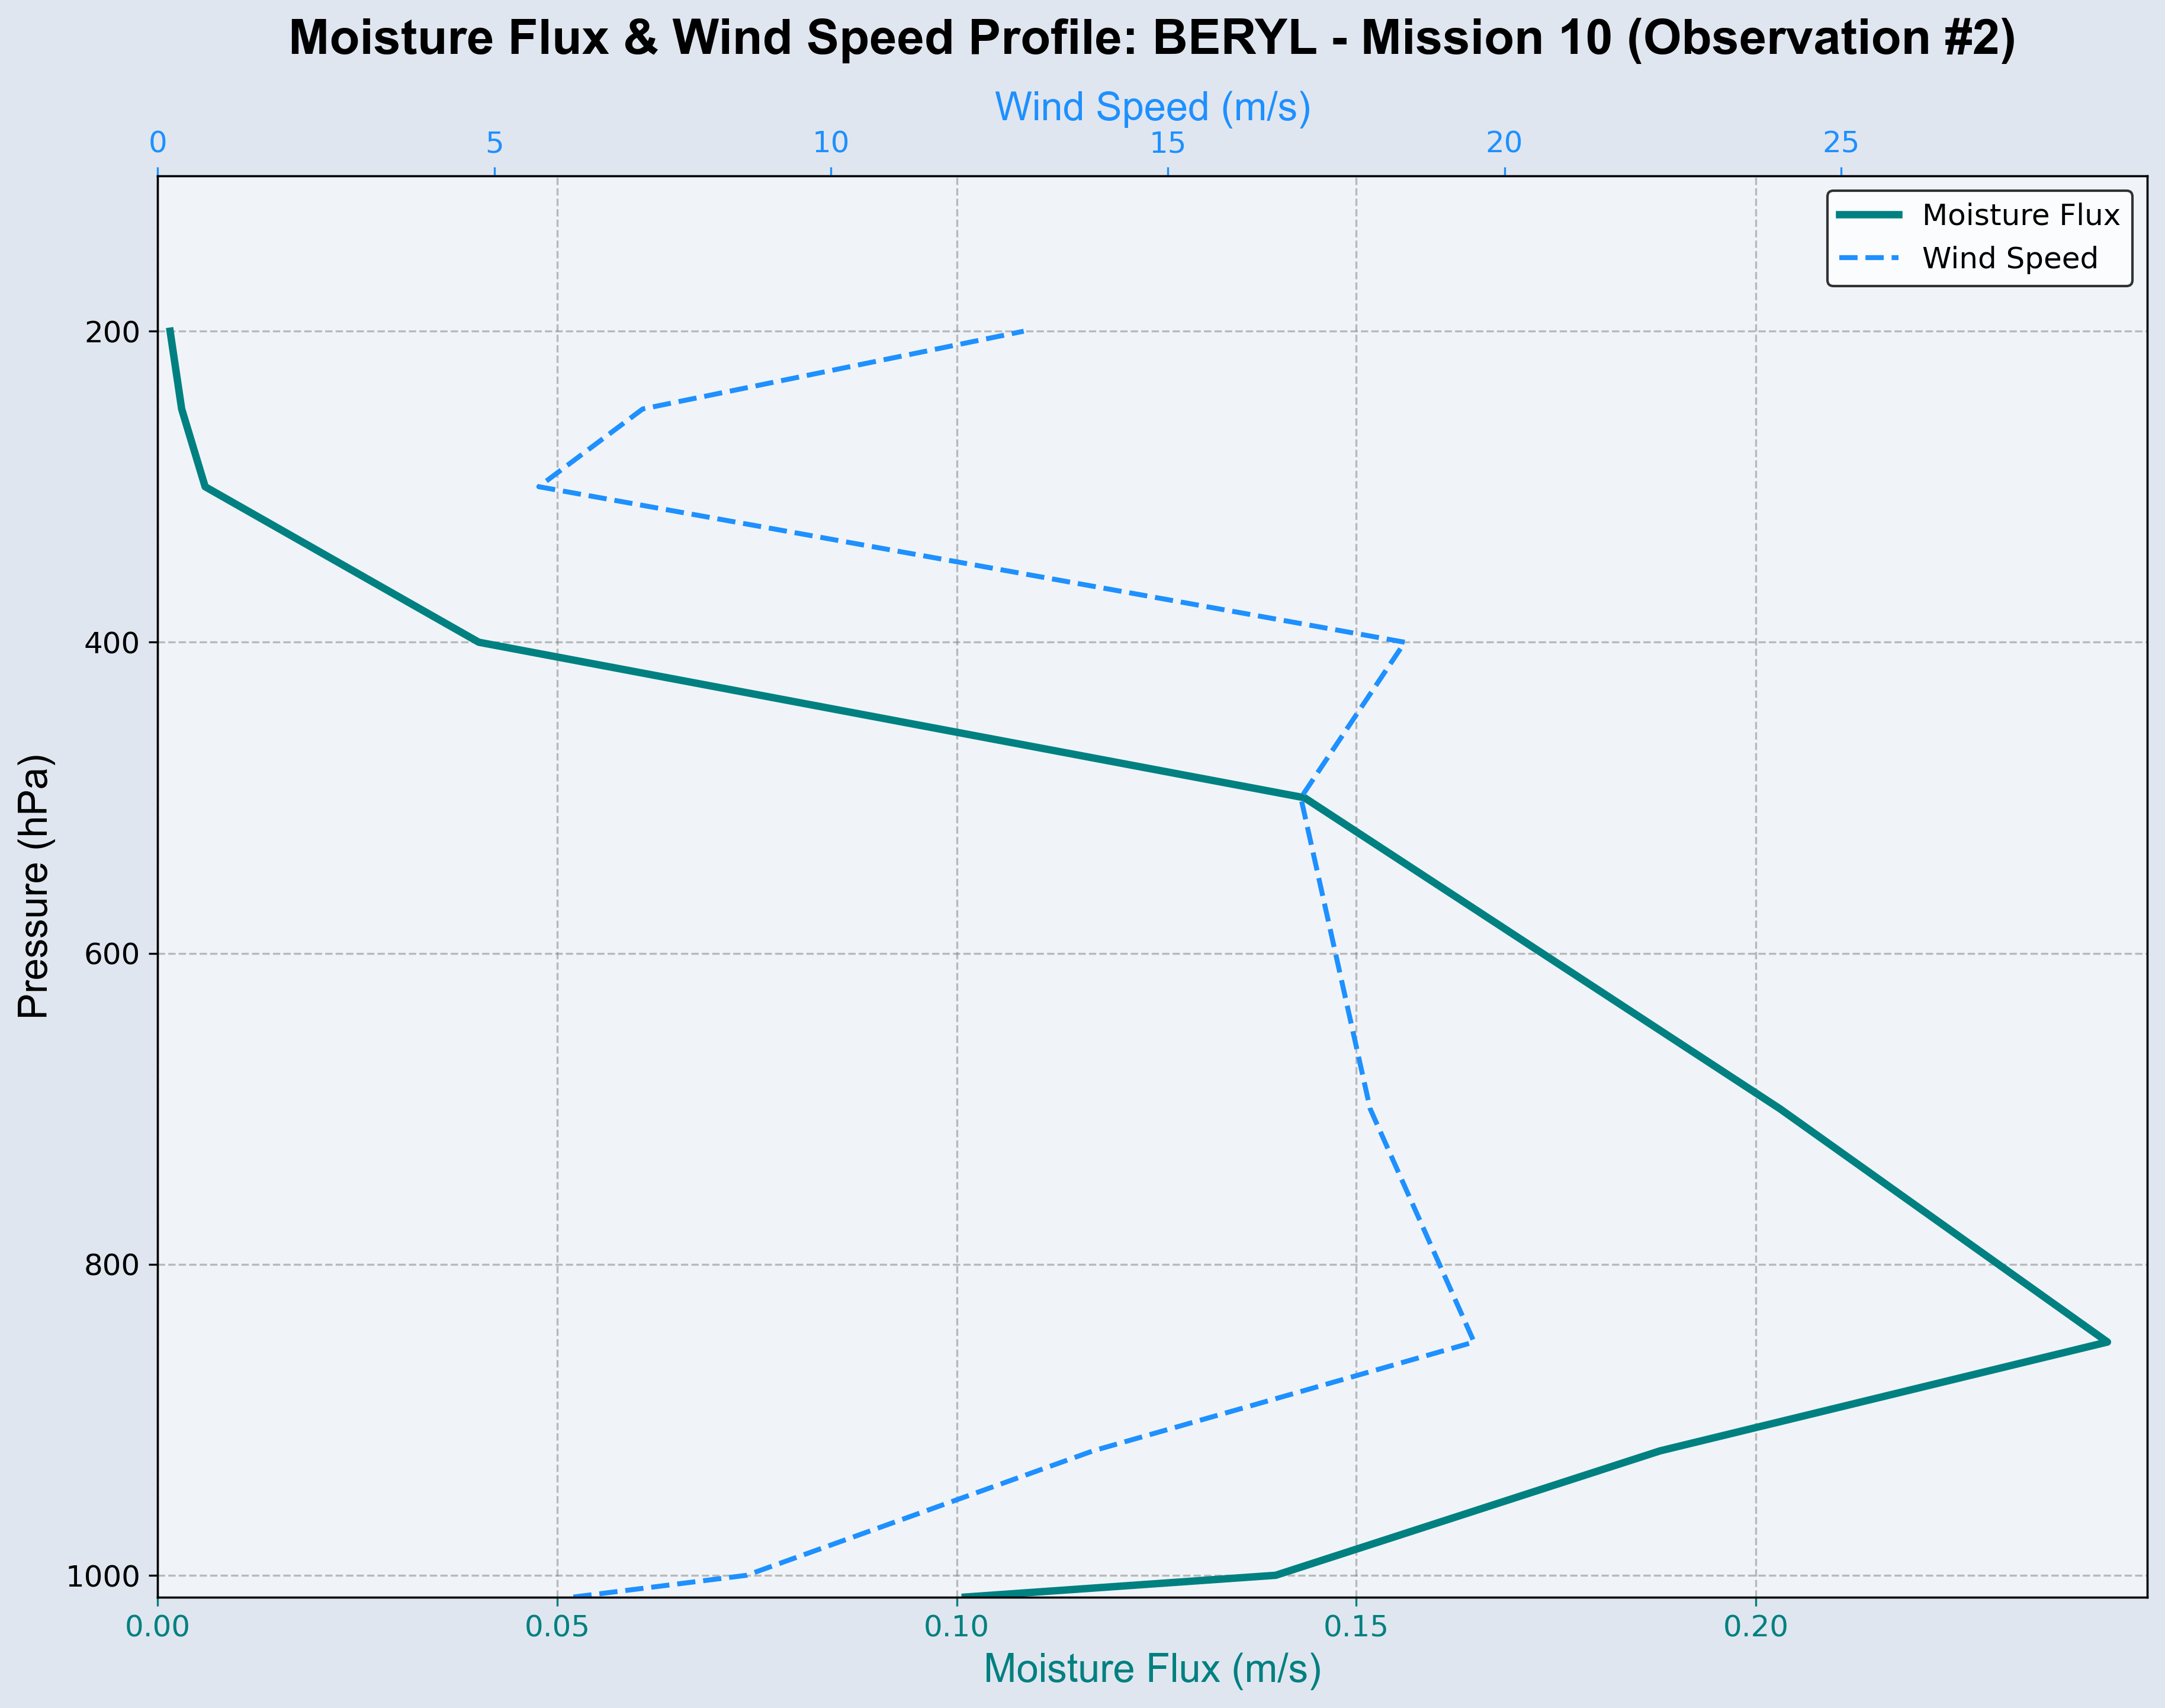 Moisture Flux & Wind Speed Profile: BERYL - Mission 10 (Observation #2)
Wind Speed (m/s)
0 5 10 15 20 25
Moisture Flux
Wind Speed
200
400
600
800
1000
Pressure (hPa)
0.00 0.05 0.10 0.15 0.20
Moisture Flux (m/s)